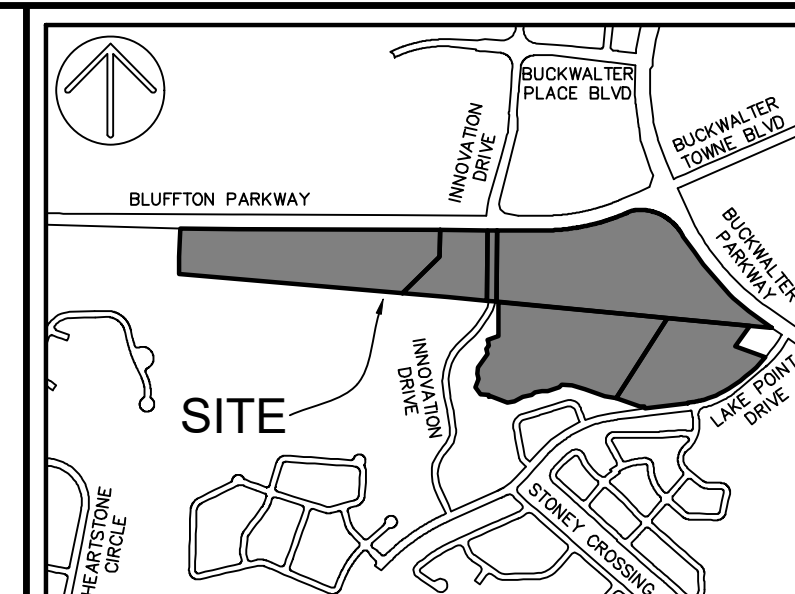 BUCKWALTER
PLACE BLVD
BUCKWALTER
TOWNE BLVD
INNOVATION
DRIVE
BLUFFTON PARKWAY
BUCKWALTER
PARKWAY
INNOVATION
DRIVE
SITE
LAKE POINT
DRIVE
HEARTSTONE
CIRCLE
STONEY CROSSING